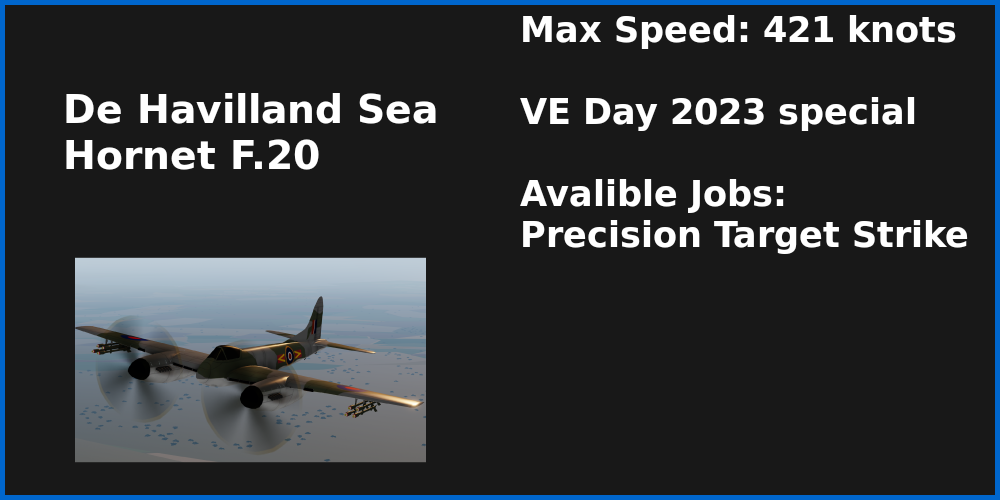 De Havilland Sea
Hornet F.20
Max Speed: 421 knots
VE Day 2023 special
Avalible Jobs:
Precision Target Strike